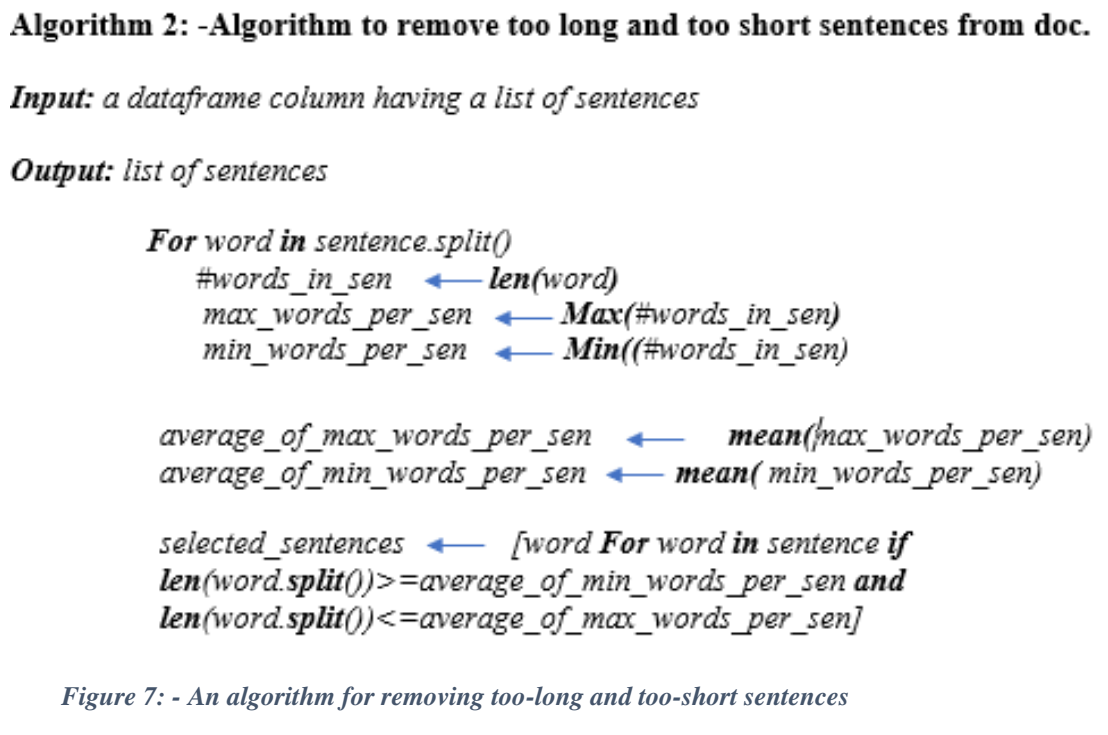 Algorithm 2: -Algorithm to remove too long and too short sentences from doc.
Input: a dataframe column having a list of sentences
Output: list of sentences
For word in sentence.split()
#words_in_sen ← len(word)
max_words_per_sen ← Max(#words_in_sen)
min_words_per_sen ← Min((#words_in_sen)
average_of_max_words_per_sen ← mean(max_words_per_sen)
average_of_min_words_per_sen ← mean( min_words_per_sen)
selected_sentences ← [word For word in sentence if
len(word.split())>=average_of_min_words_per_sen and
len(word.split())<=average_of_max_words_per_sen]
Figure 7: - An algorithm for removing too-long and too-short sentences